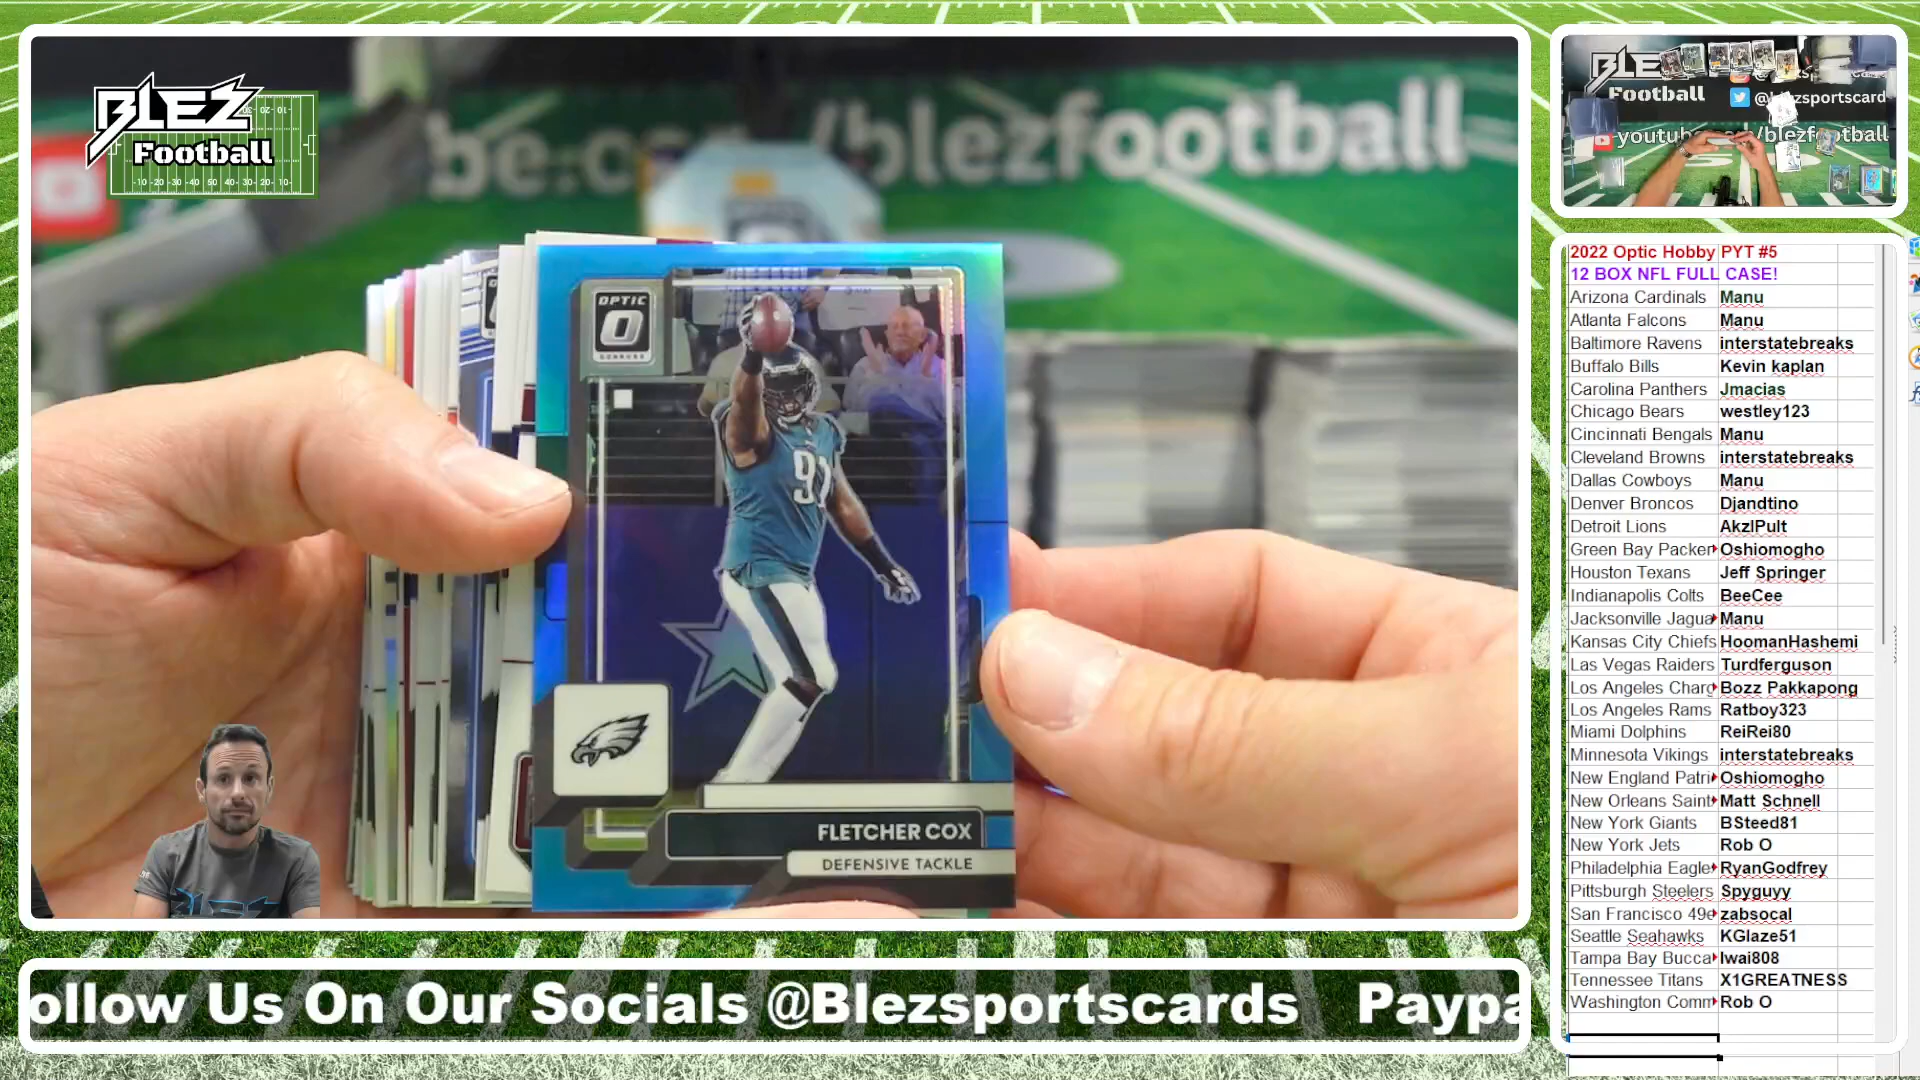 BLEZ
Football
be.com/blezfootball
OPTIC
DONRUSS
91
FLETCHER COX
DEFENSIVE TACKLE
ollow Us On Our Socials @Blezsportscards Paypa
BLEZ
Football
youtube
/blezfootball
2022 Optic Hobby PYT #5
12 BOX NFL FULL CASE!
Arizona Cardinals Manu
Atlanta Falcons Manu
Baltimore Ravens interstatebreaks
Buffalo Bills Kevin kaplan
Carolina Panthers Jmacias
Chicago Bears westley123
Cincinnati Bengals Manu
Cleveland Browns interstatebreaks
Dallas Cowboys Manu
Denver Broncos Djandtino
Detroit Lions AkzlPult
Green Bay Packer Oshiomogho
Houston Texans Jeff Springer
Indianapolis Colts BeeCee
Jacksonville Jagua Manu
Kansas City Chiefs HoomanHashemi
Las Vegas Raiders Turdferguson
Los Angeles Charg Bozz Pakkapong
Los Angeles Rams Ratboy323
Miami Dolphins ReiRei80
Minnesota Vikings interstatebreaks
New England Patri Oshiomogho
New Orleans Saint Matt Schnell
New York Giants BSteed81
New York Jets Rob O
Philadelphia Eagle RyanGodfrey
Pittsburgh Steelers Spyguyy
San Francisco 49e zabsocal
Seattle Seahawks KGlaze51
Tampa Bay Bucca Iwai808
Tennessee Titans X1GREATNESS
Washington Comm Rob O